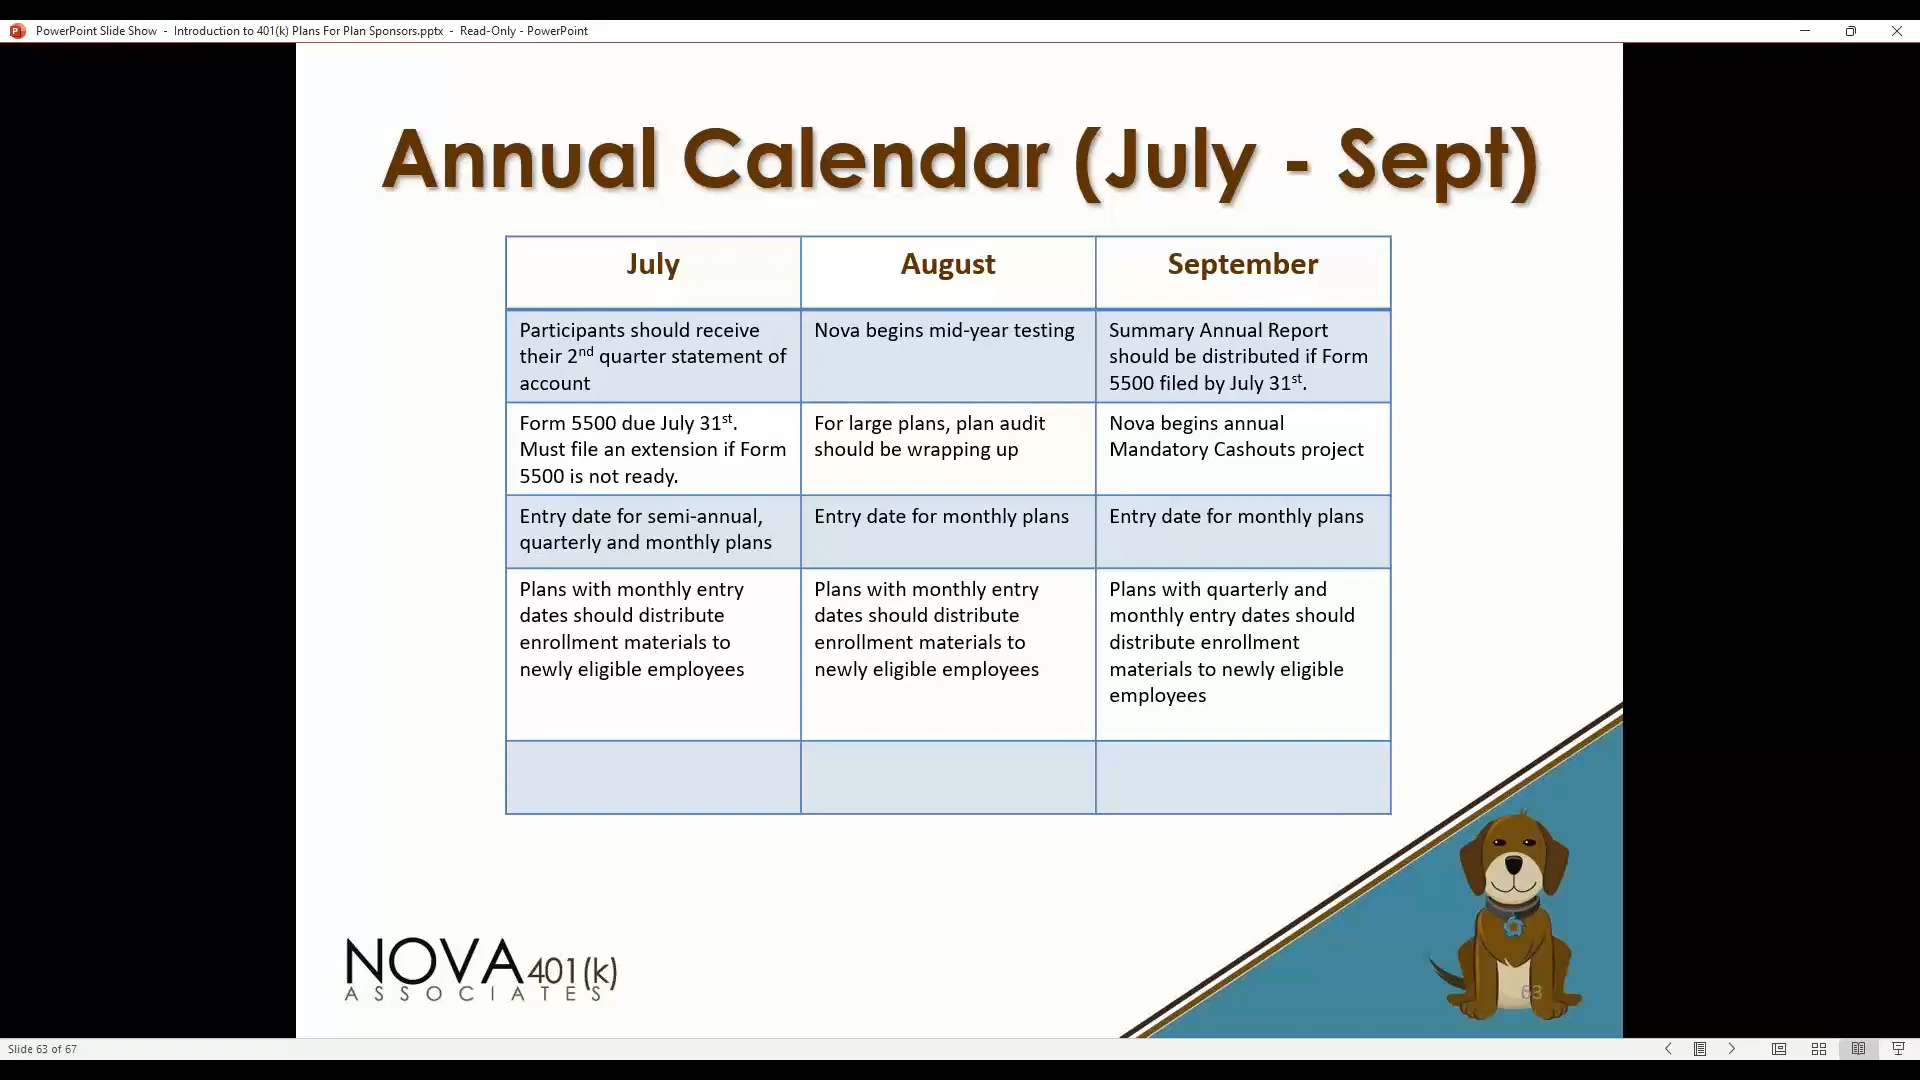 PowerPoint Slide Show - Introduction to 401(k) Plans For Plan Sponsors.pptx - Read-Only - PowerPoint
Annual Calendar (July - Sept)
July
August
September
Participants should receive
their 2nd quarter statement of
account
Nova begins mid-year testing
Summary Annual Report
should be distributed if Form
5500 filed by July 31st.
Form 5500 due July 31st.
Must file an extension if Form
5500 is not ready.
For large plans, plan audit
should be wrapping up
Nova begins annual
Mandatory Cashouts project
Entry date for semi-annual,
quarterly and monthly plans
Entry date for monthly plans
Entry date for monthly plans
Plans with monthly entry
dates should distribute
enrollment materials to
newly eligible employees
Plans with monthly entry
dates should distribute
enrollment materials to
newly eligible employees
Plans with quarterly and
monthly entry dates should
distribute enrollment
materials to newly eligible
employees
NOVA 401(k)
ASSOCIATES
63
Slide 63 of 67